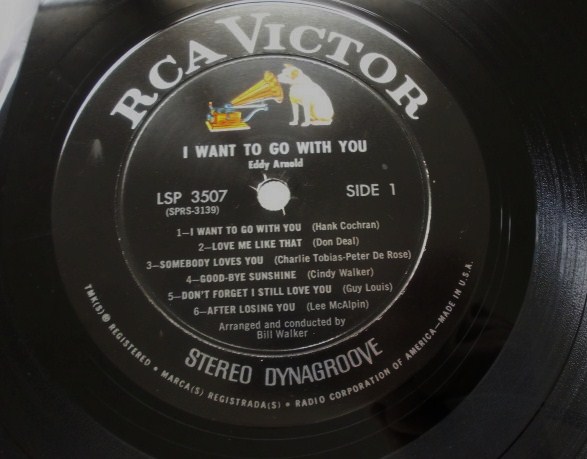 RCA VICTOR
I WANT TO GO WITH YOU
Eddy Arnold
LSP 3507
(SPRS-3139)
SIDE 1
1—I WANT TO GO WITH YOU (Hank Cochran)
2—LOVE ME LIKE THAT (Don Deal)
3—SOMEBODY LOVES YOU (Charlie Tobias-Peter De Rose)
4—GOOD-BYE SUNSHINE (Cindy Walker)
5—DON'T FORGET I STILL LOVE YOU (Guy Louis)
6—AFTER LOSING YOU (Lee McAlpin)
Arranged and conducted by
Bill Walker
STEREO DYNAGROOVE
TMK(S) ® REGISTERED • MARCA(S) REGISTRADA(S) • RADIO CORPORATION OF AMERICA—MADE IN U.S.A.